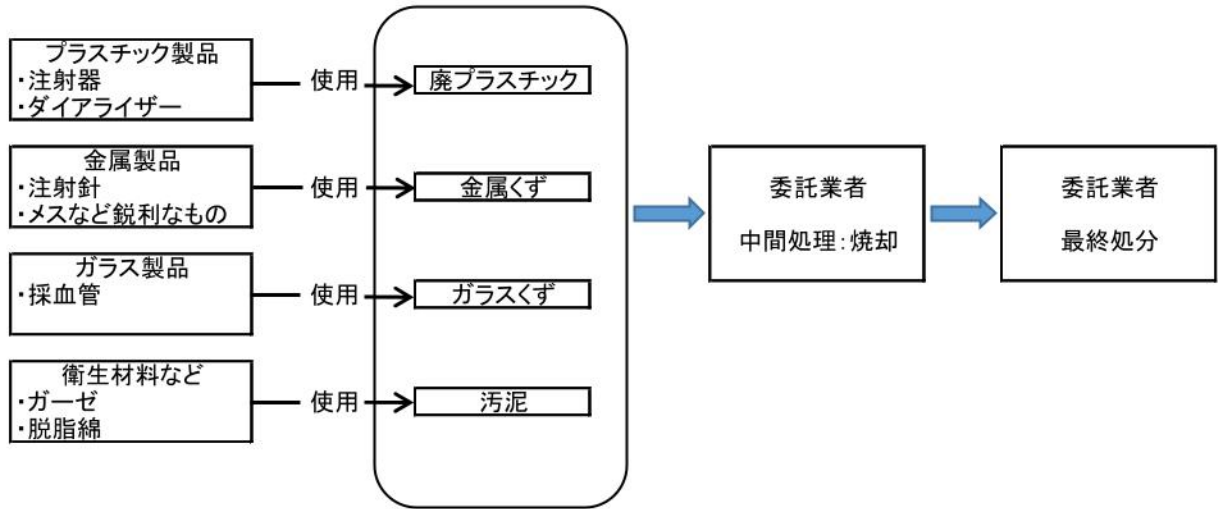 プラスチック製品
・注射器
・ダイアライザー
使用
廃プラスチック
金属製品
・注射針
・メスなど鋭利なもの
使用
金属くず
ガラス製品
・採血管
使用
ガラスくず
衛生材料など
・ガーゼ
・脱脂綿
使用
汚泥
委託業者
中間処理：焼却
委託業者
最終処分